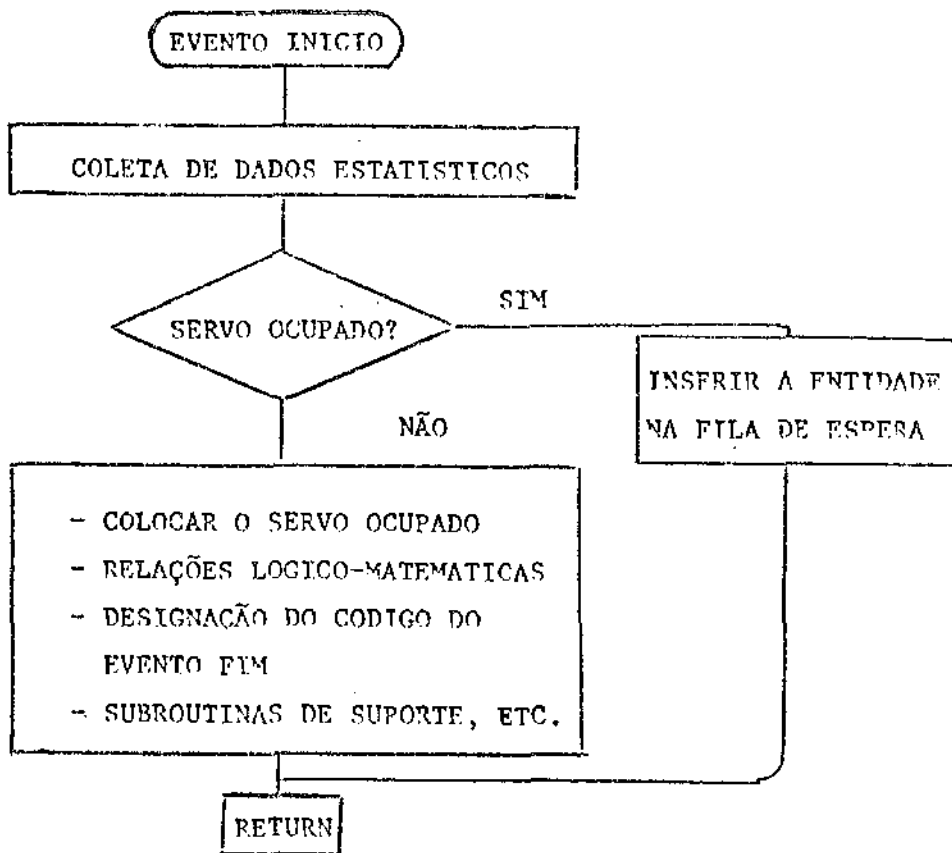 EVENTO INICIO
COLETA DE DADOS ESTATISTICOS
SERVO OCUPADO?
SIM
INSERIR A ENTIDADE
NA FILA DE ESPERA
NÃO
- COLOCAR O SERVO OCUPADO
- RELAÇÕES LOGICO-MATEMATICAS
- DESIGNAÇÃO DO CODIGO DO
EVENTO FIM
- SUBROUTINAS DE SUPORTE, ETC.
RETURN